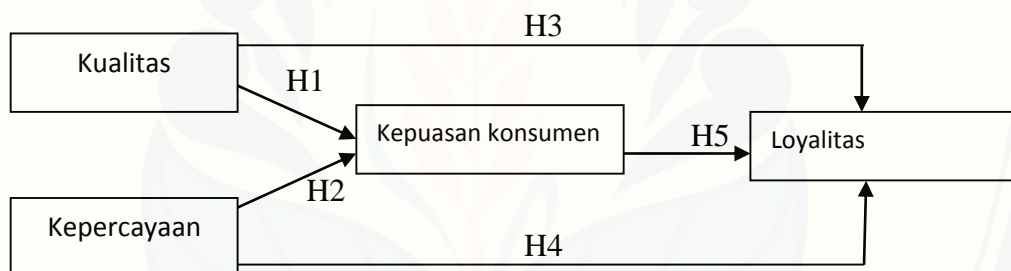 H3
Kualitas
H1
Kepuasan konsumen
H5
Loyalitas
H2
Kepercayaan
H4